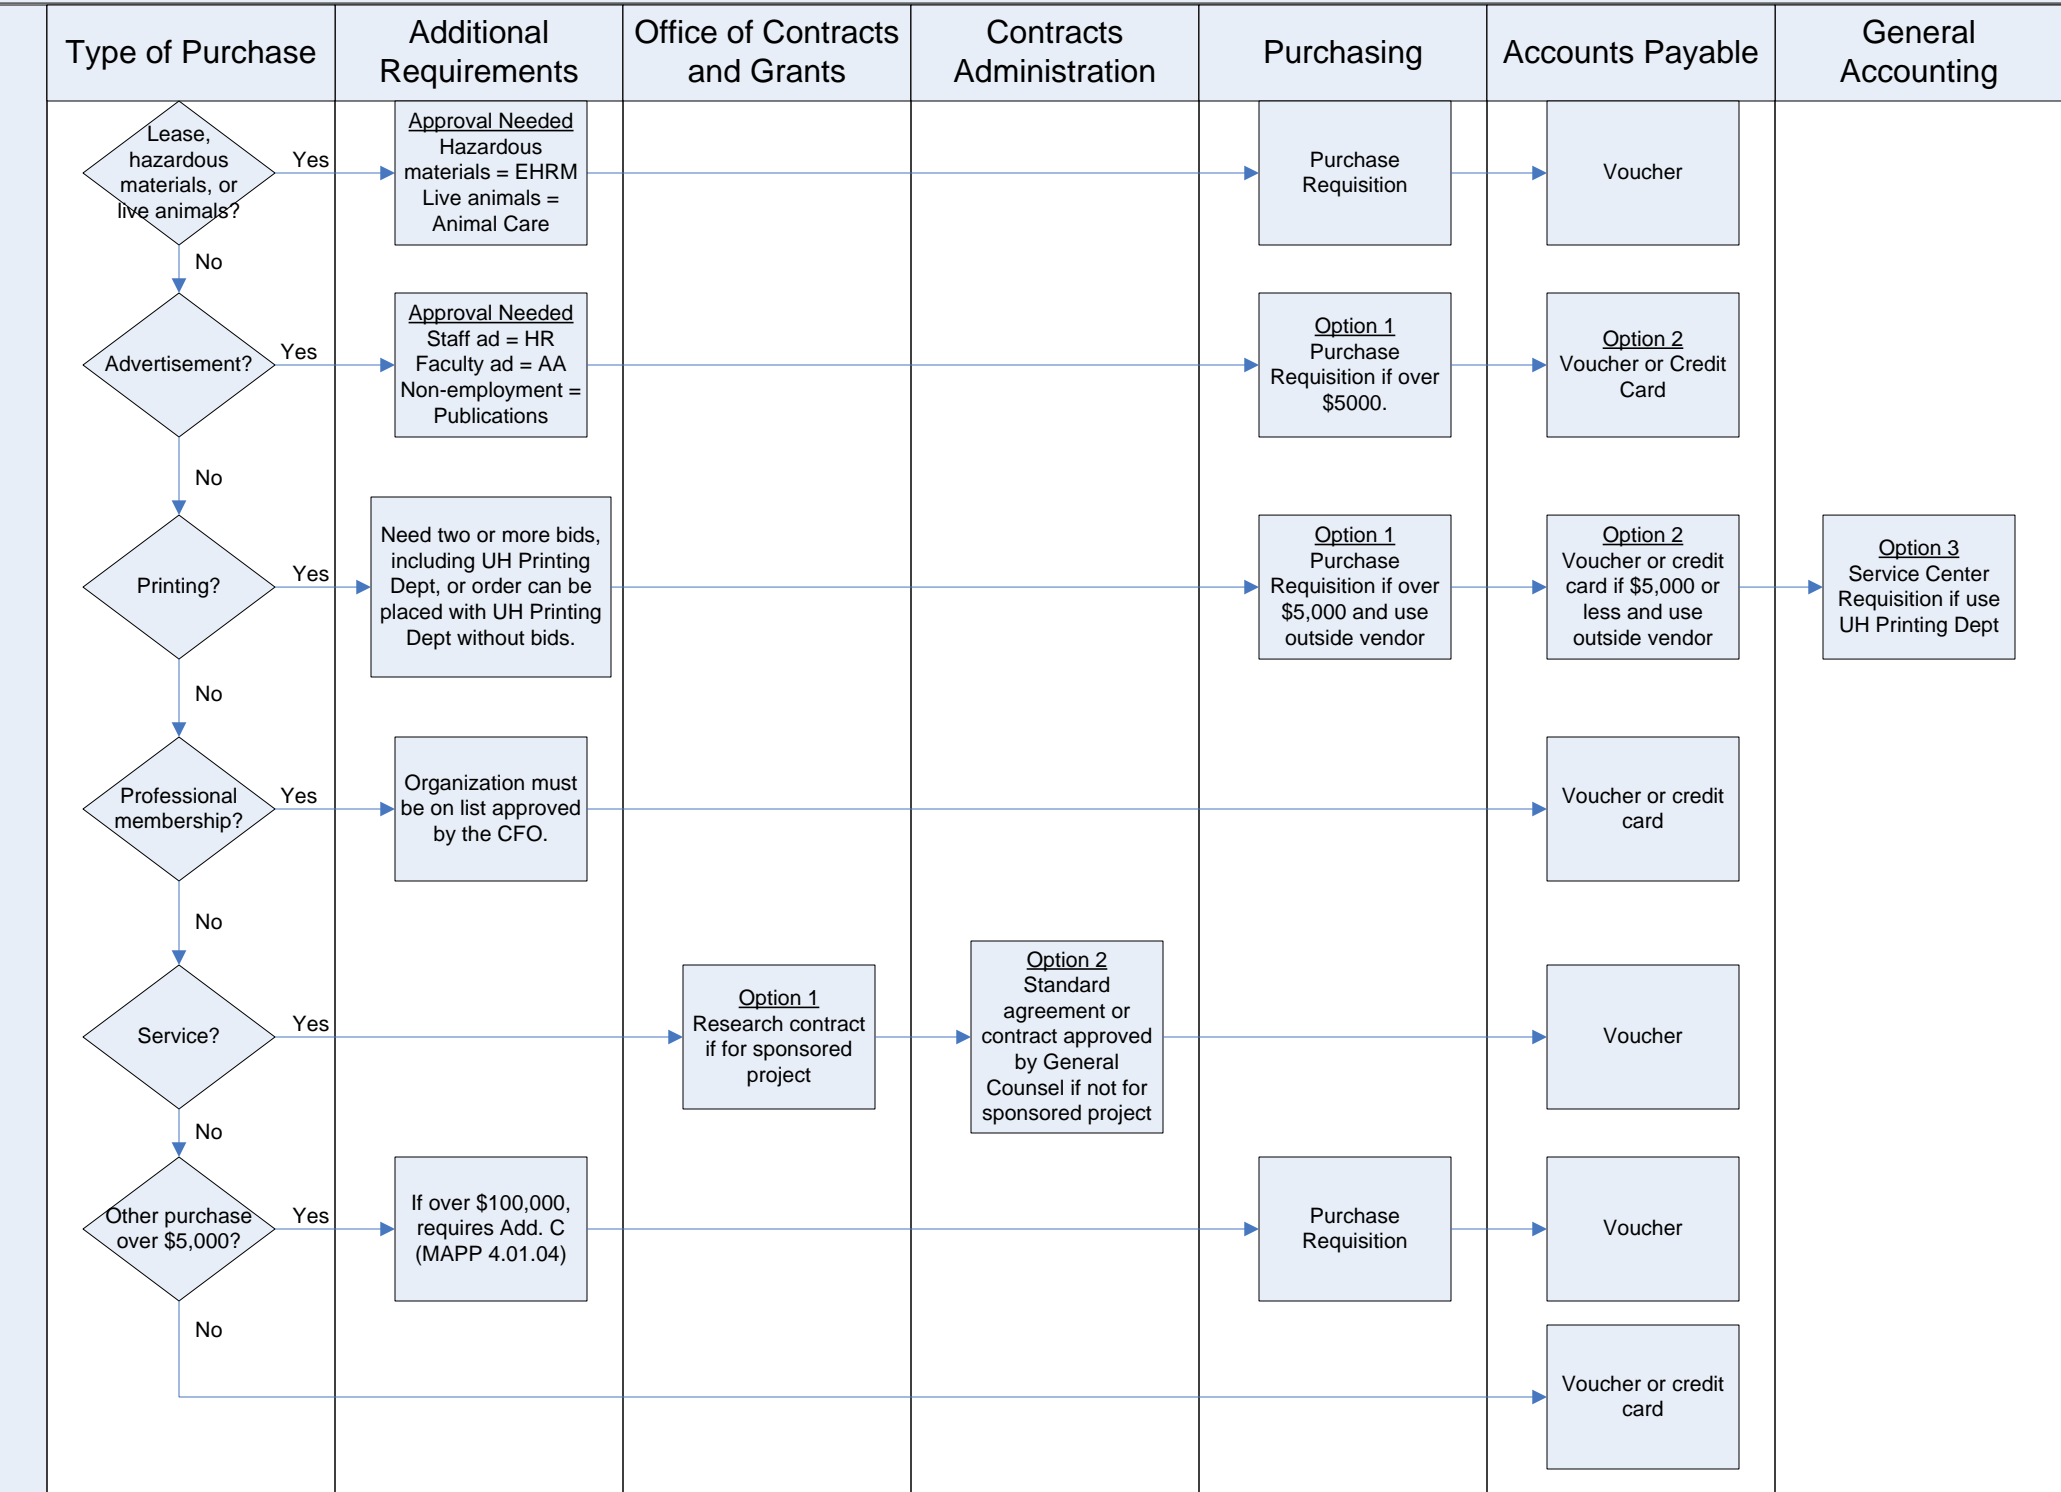 Type of Purchase
Additional
Requirements
Office of Contracts
and Grants
Contracts
Administration
Purchasing
Accounts Payable
General
Accounting
Lease,
hazardous
materials, or
live animals?
Yes
Approval Needed
Hazardous
materials = EHRM
Live animals =
Animal Care
Purchase
Requisition
Voucher
No
Advertisement?
Yes
Approval Needed
Staff ad = HR
Faculty ad = AA
Non-employment =
Publications
Option 1
Purchase
Requisition if over
$5000.
Option 2
Voucher or Credit
Card
No
Printing?
Yes
Need two or more bids,
including UH Printing
Dept, or order can be
placed with UH Printing
Dept without bids.
Option 1
Purchase
Requisition if over
$5,000 and use
outside vendor
Option 2
Voucher or credit
card if $5,000 or
less and use
outside vendor
Option 3
Service Center
Requisition if use
UH Printing Dept
No
Professional
membership?
Yes
Organization must
be on list approved
by the CFO.
Voucher or credit
card
No
Service?
Yes
Option 1
Research contract
if for sponsored
project
Option 2
Standard
agreement or
contract approved
by General
Counsel if not for
sponsored project
Voucher
No
Other purchase
over $5,000?
Yes
If over $100,000,
requires Add. C
(MAPP 4.01.04)
Purchase
Requisition
Voucher
No
Voucher or credit
card